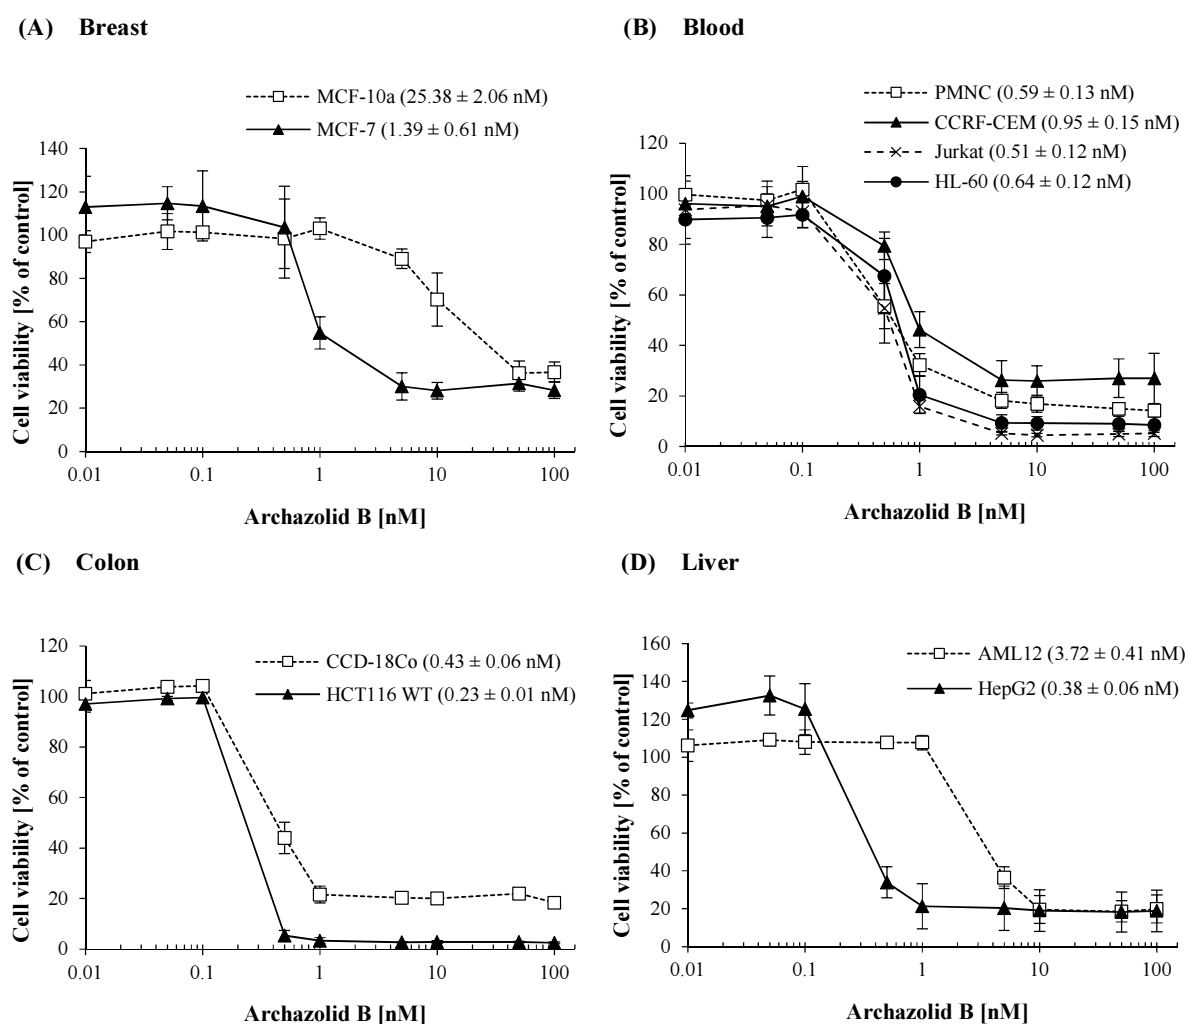 (A) Breast
MCF-10a (25.38 ± 2.06 nM)
MCF-7 (1.39 ± 0.61 nM)
140
120
100
80
60
40
20
0
Cell viability [% of control]
0.01 0.1 1 10 100
Archazolid B [nM]
(B) Blood
PMNC (0.59 ± 0.13 nM)
CCRF-CEM (0.95 ± 0.15 nM)
Jurkat (0.51 ± 0.12 nM)
HL-60 (0.64 ± 0.12 nM)
120
100
80
60
40
20
0
Cell viability [% of control]
0.01 0.1 1 10 100
Archazolid B [nM]
(C) Colon
CCD-18Co (0.43 ± 0.06 nM)
HCT116 WT (0.23 ± 0.01 nM)
120
100
80
60
40
20
0
Cell viability [% of control]
0.01 0.1 1 10 100
Archazolid B [nM]
(D) Liver
AML12 (3.72 ± 0.41 nM)
HepG2 (0.38 ± 0.06 nM)
160
140
120
100
80
60
40
20
0
Cell viability [% of control]
0.01 0.1 1 10 100
Archazolid B [nM]